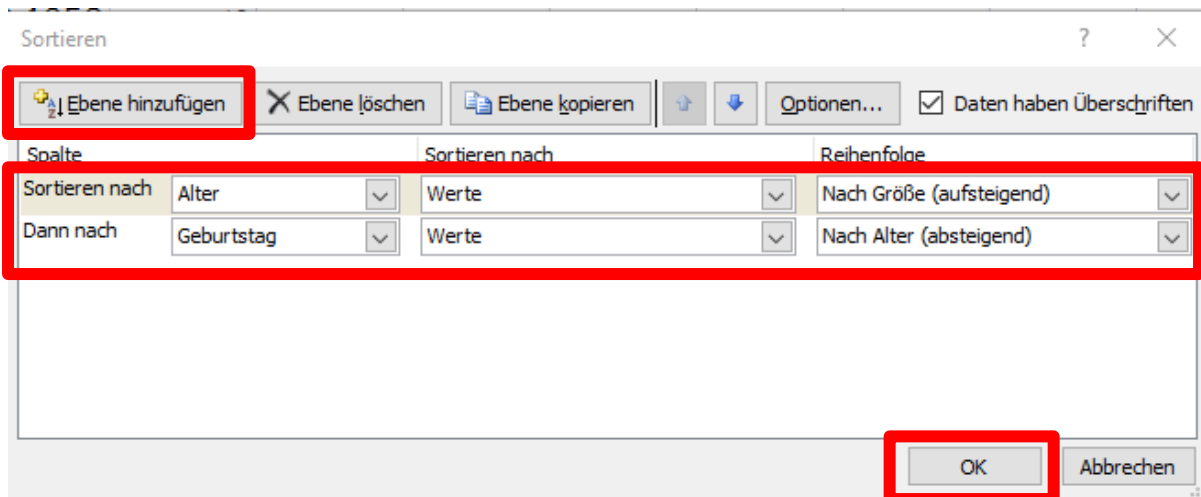 Sortieren
Ebene hinzufügen Ebene löschen Ebene kopieren Optionen... Daten haben Überschriften
Spalte Sortieren nach Reihenfolge
Sortieren nach Alter Werte Nach Größe (aufsteigend)
Dann nach Geburtstag Werte Nach Alter (absteigend)
OK Abbrechen